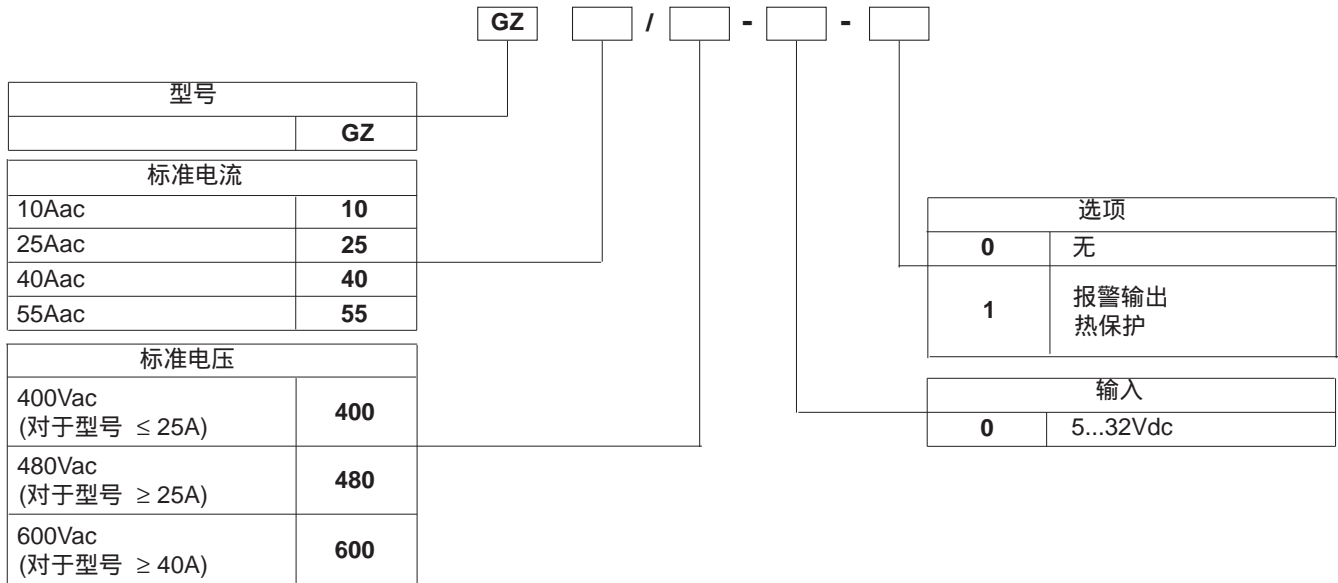 GZ / - -
型号
GZ
标准电流
10Aac 10
25Aac 25
40Aac 40
55Aac 55
标准电压
400Vac
(对于型号 ≤ 25A) 400
480Vac
(对于型号 ≥ 25A) 480
600Vac
(对于型号 ≥ 40A) 600
选项
0 无
1 报警输出
热保护
输入
0 5...32Vdc